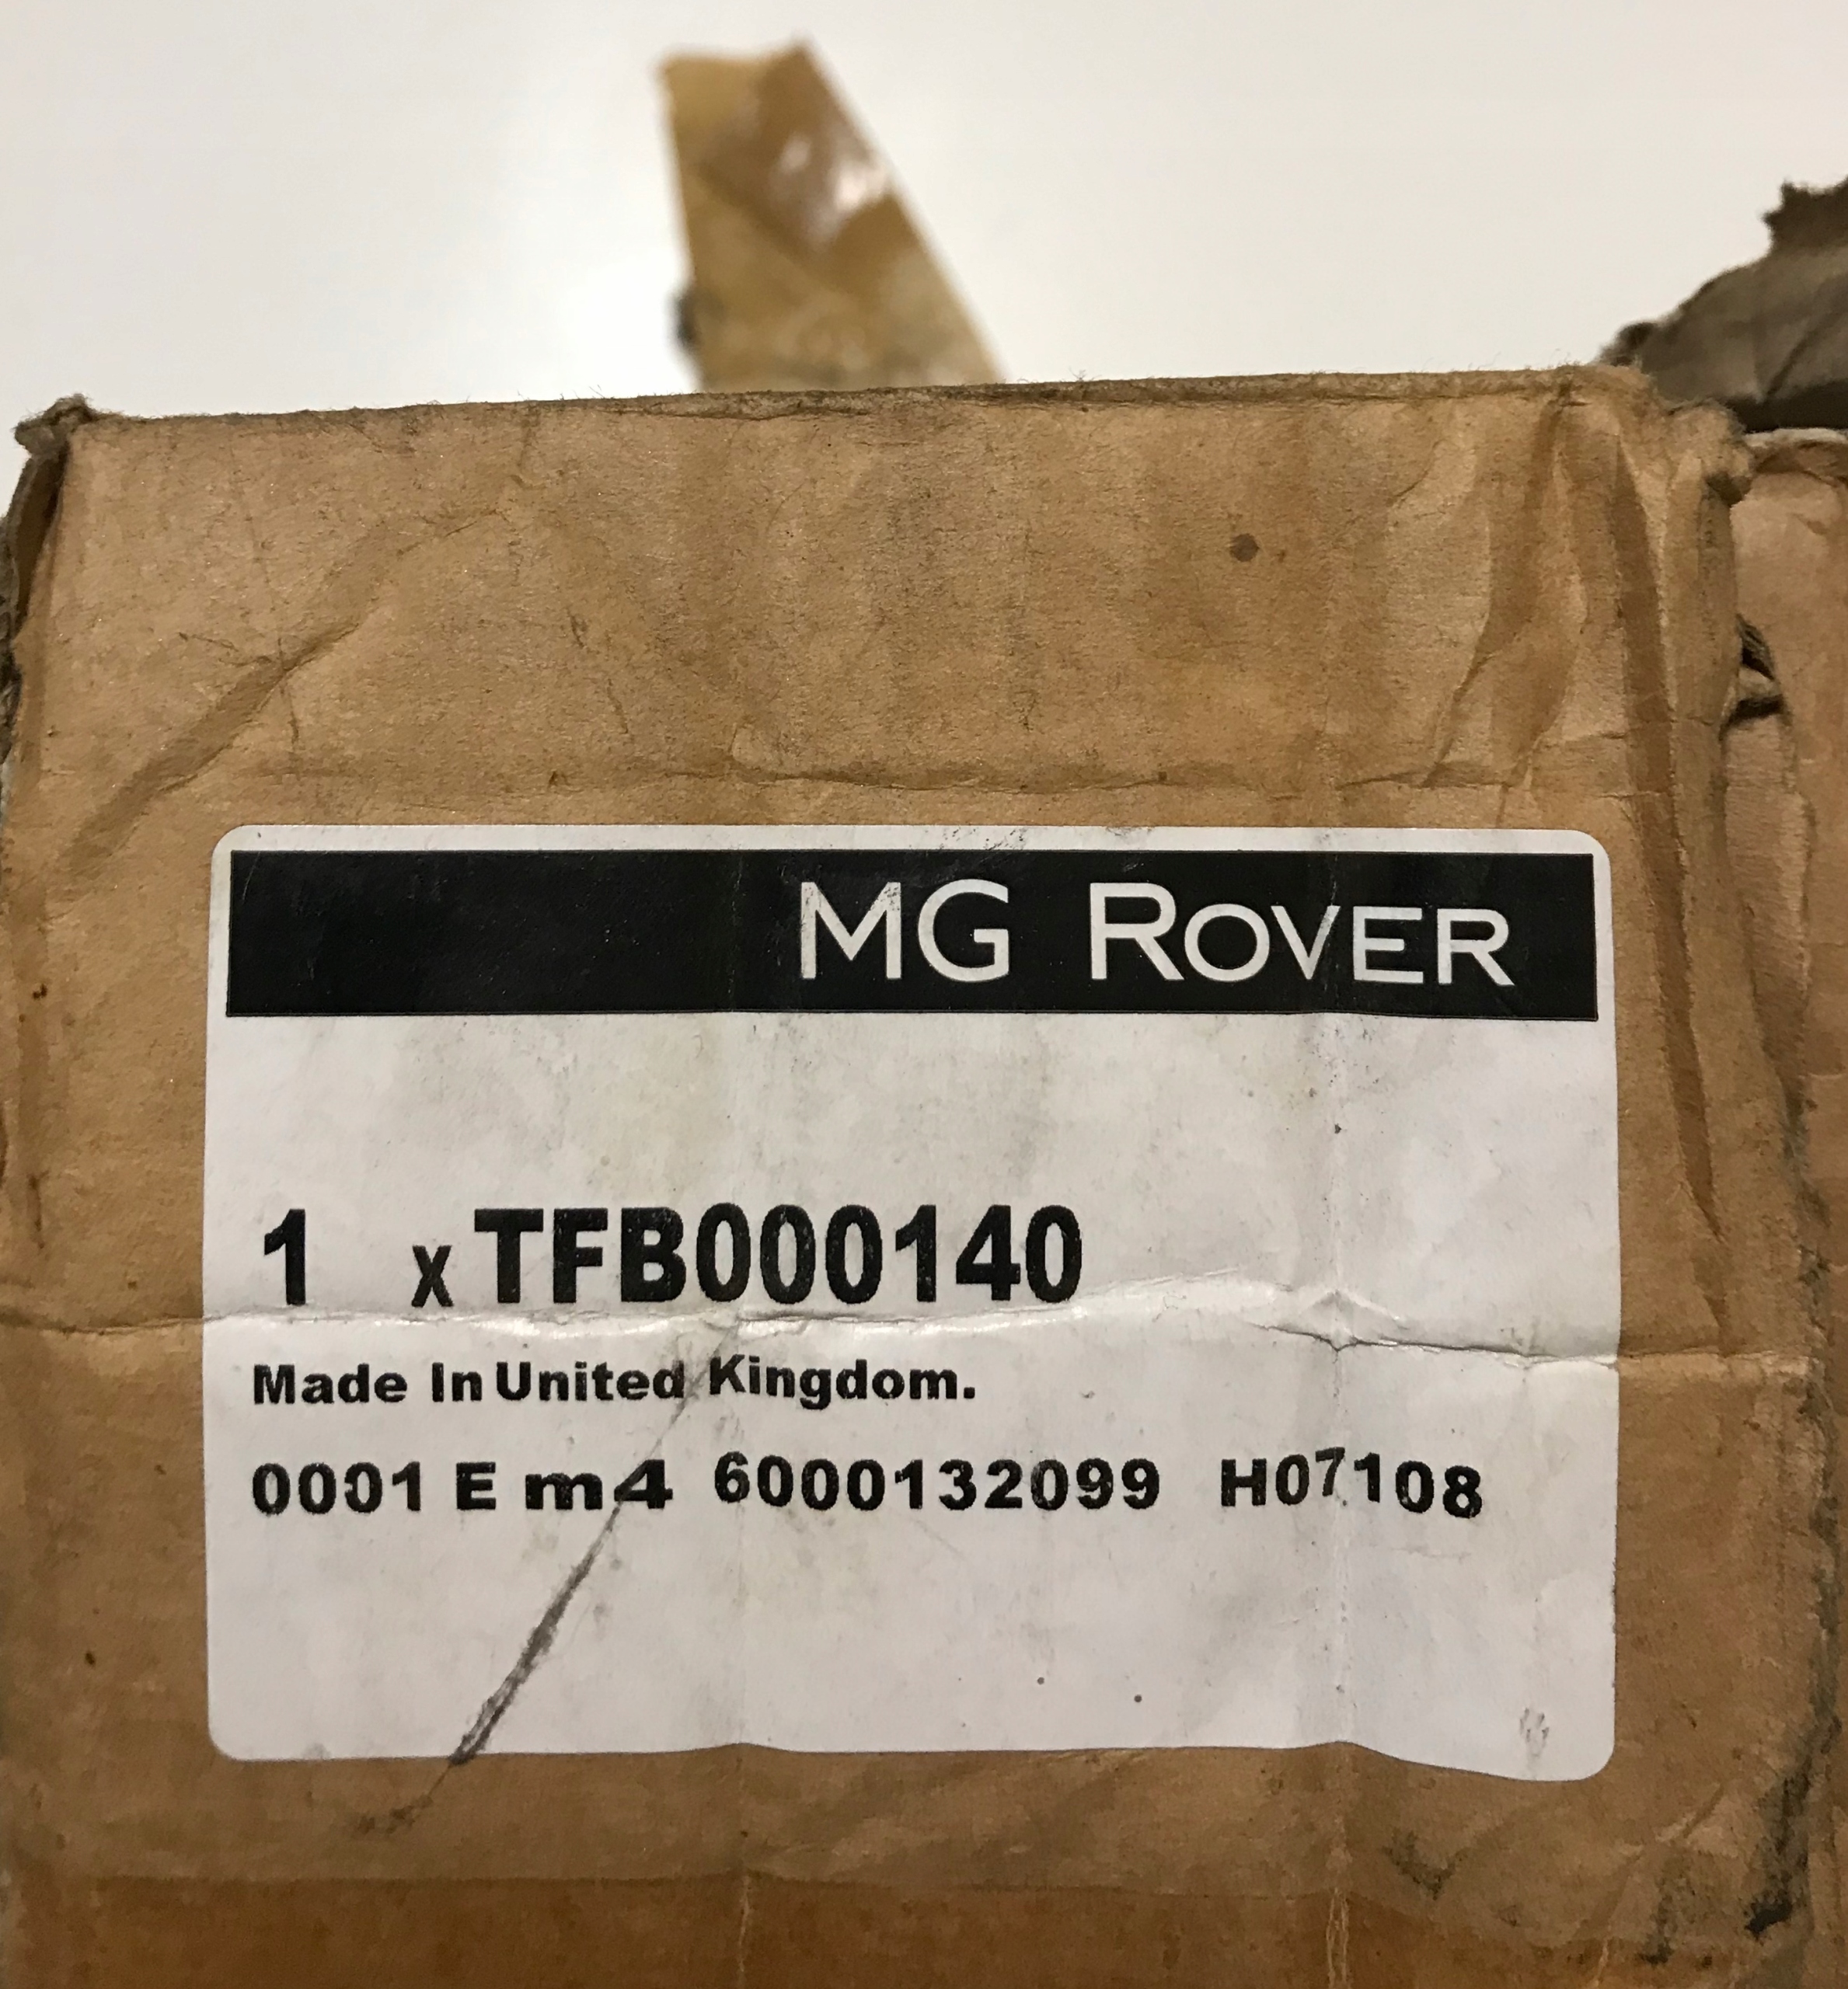 MG ROVER
1 x TFB000140
Made In United Kingdom.
0001 E m4 6000132099 H07108